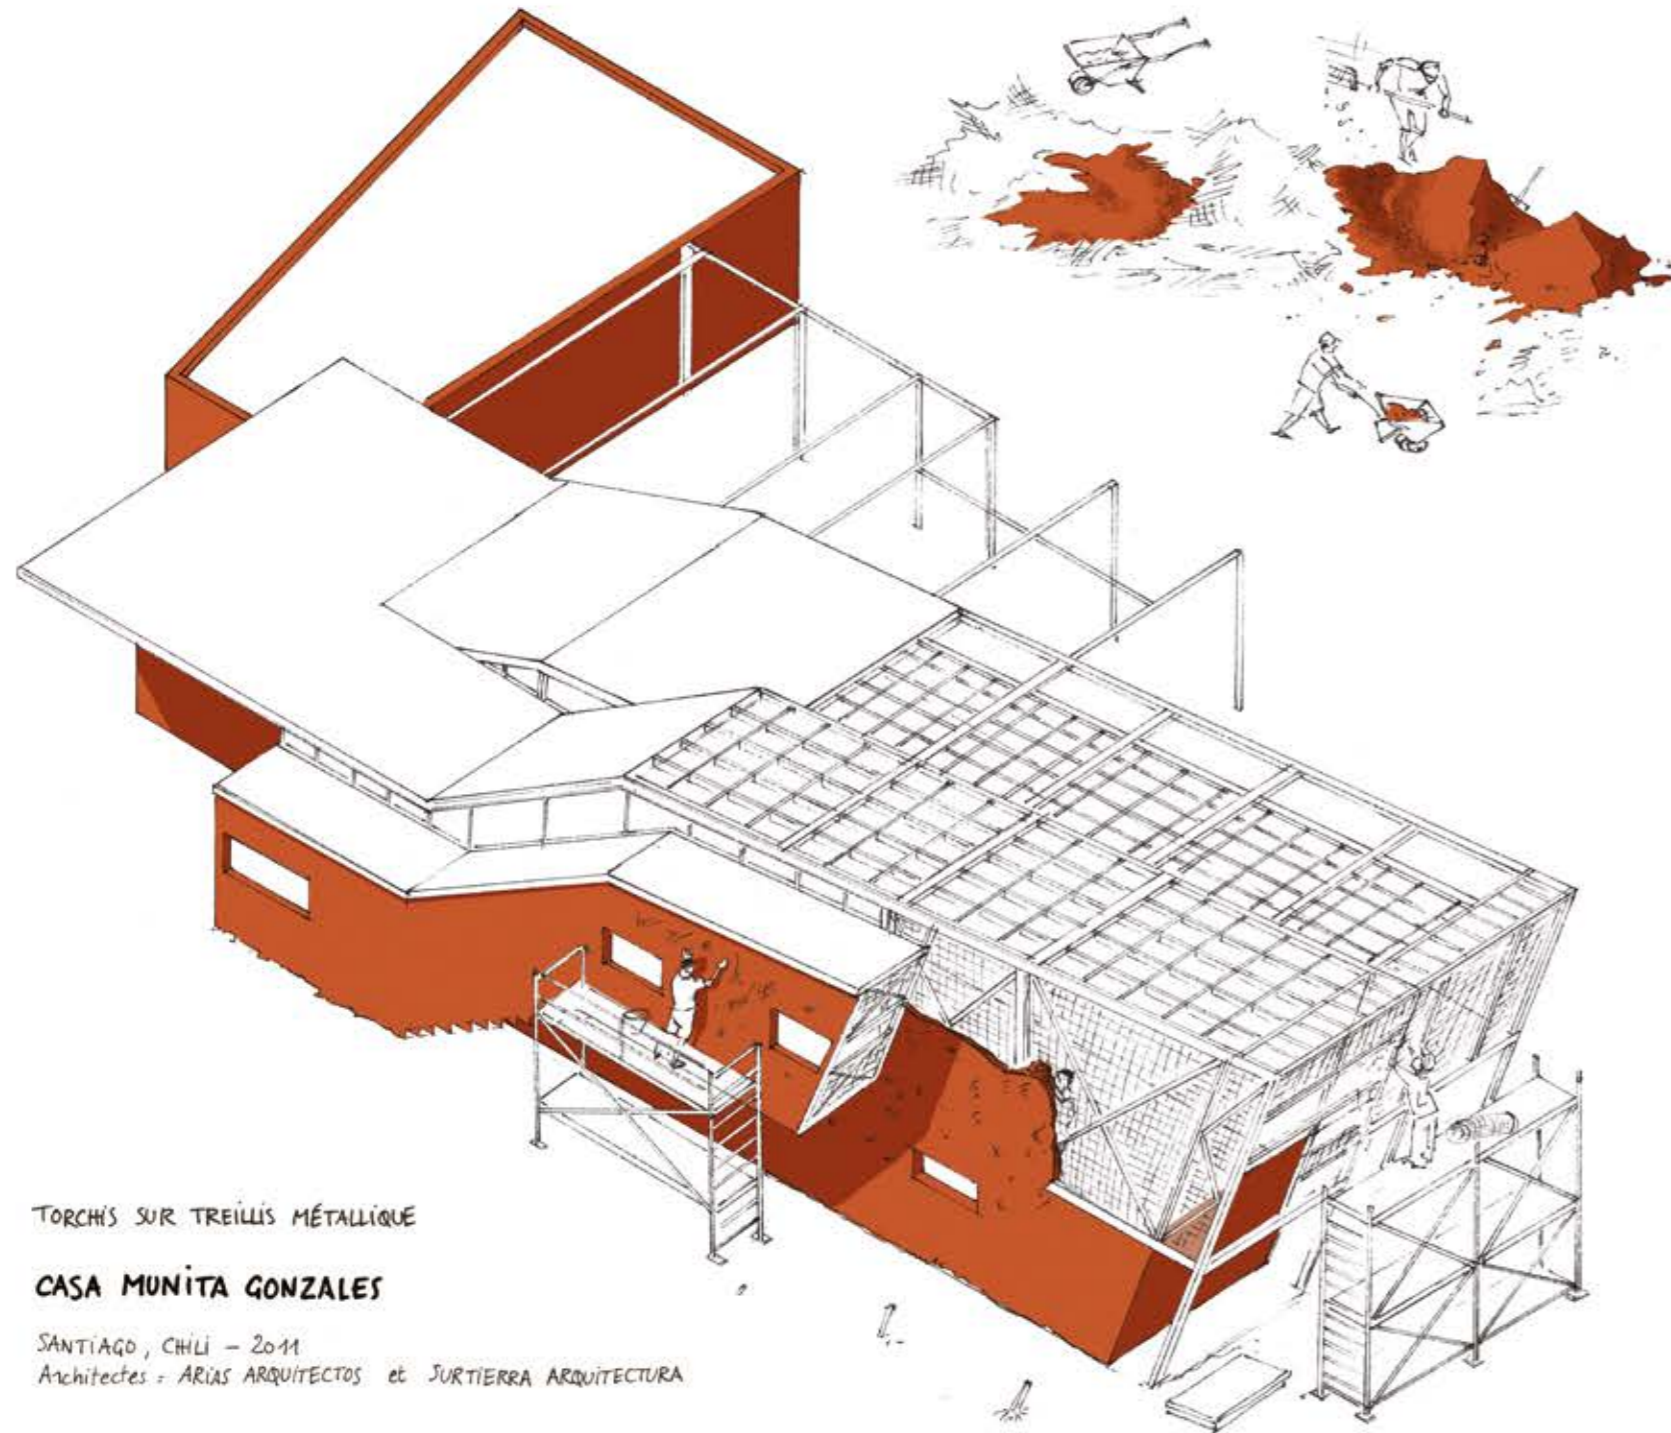 TORCHIS SUR TREILLIS MÉTALLIQUE
CASA MUNITA GONZALES
SANTIAGO, CHILI – 2011
Architectes : ARIAS ARQUITECTOS et SURTIERRA ARQUITECTURA